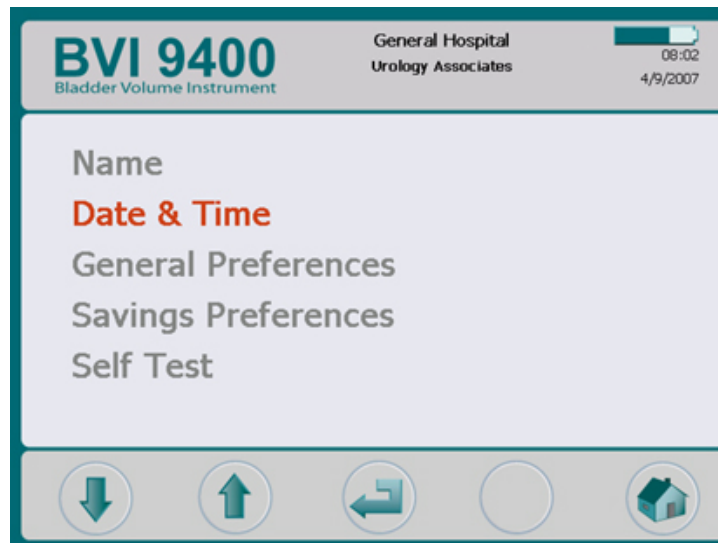 BVI 9400
Bladder Volume Instrument
General Hospital
Urology Associates
08:02
4/9/2007
Name
Date & Time
General Preferences
Savings Preferences
Self Test